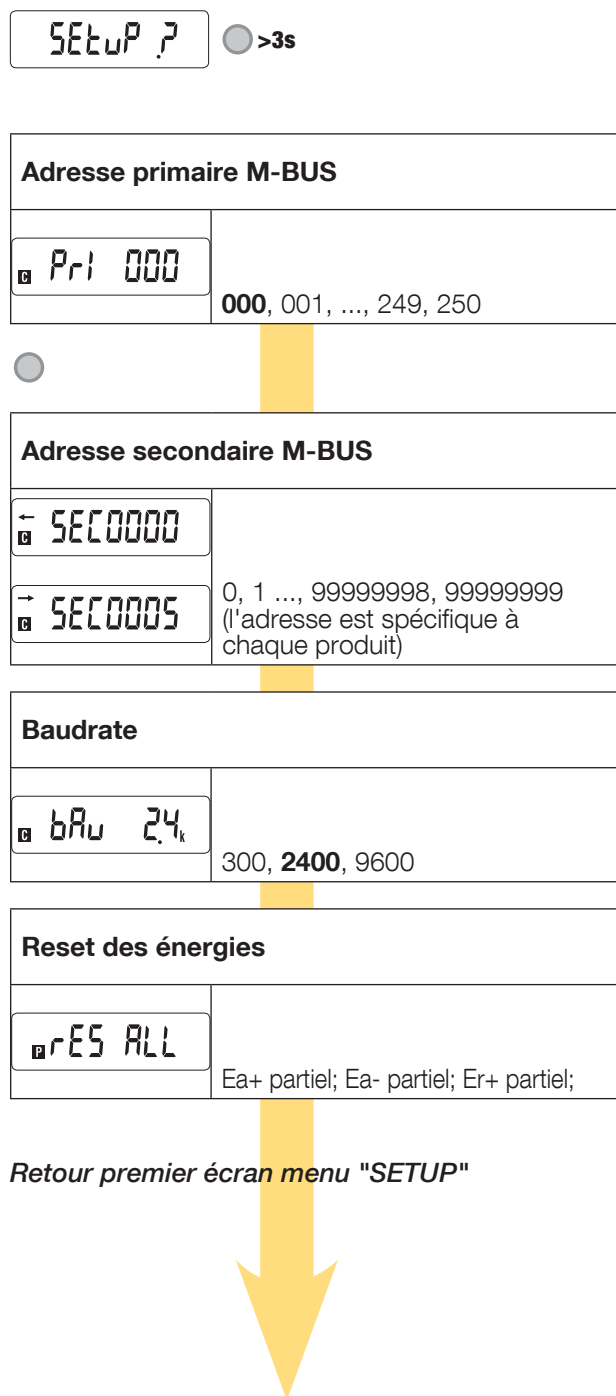 SEtuP ?
>3s
Adresse primaire M-BUS
C PrI 000
000, 001, ..., 249, 250
Adresse secondaire M-BUS
← C SEC0000
→ C SEC0005
0, 1 ..., 99999998, 99999999
(l'adresse est spécifique à
chaque produit)
Baudrate
C bAu 2.4k
300, 2400, 9600
Reset des énergies
P rES ALL
Ea+ partiel; Ea- partiel; Er+ partiel;
Retour premier écran menu "SETUP"